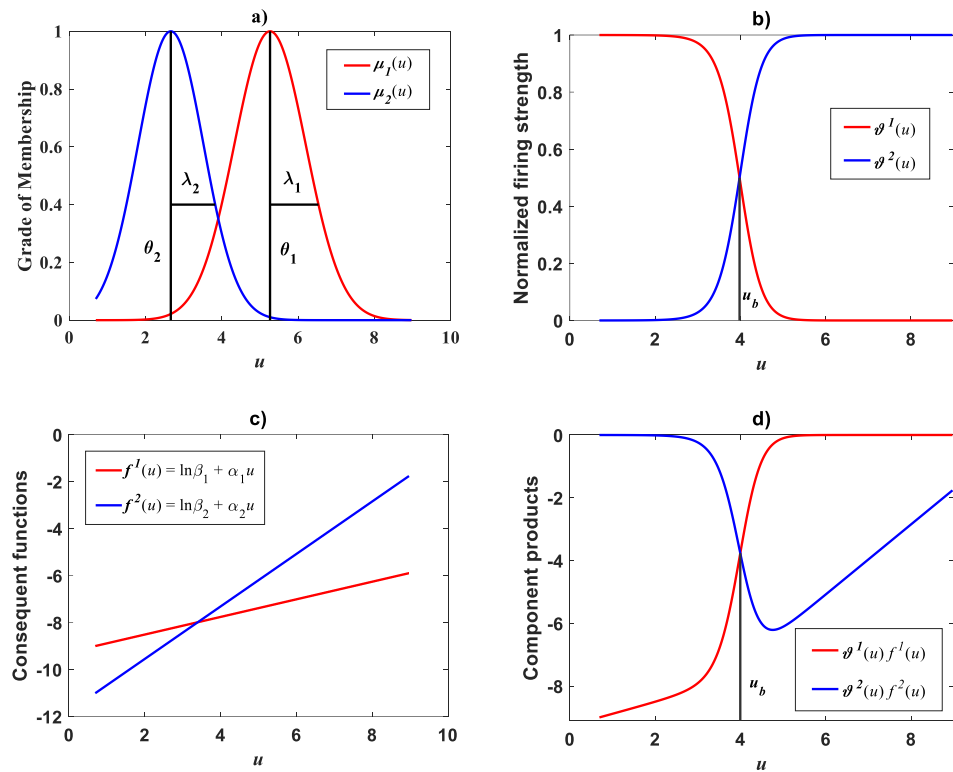 a)
1
0.8
0.6
0.4
0.2
0
0 2 4 6 8 10
Grade of Membership
u
μ₁(u)
μ₂(u)
λ₂
λ₁
θ₂
θ₁
b)
1
0.8
0.6
0.4
0.2
0
0 2 4 6 8
Normalized firing strength
u
ϑ¹(u)
ϑ²(u)
u_b
c)
0
-2
-4
-6
-8
-10
-12
0 2 4 6 8 10
Consequent functions
u
f¹(u) = lnβ₁ + α₁u
f²(u) = lnβ₂ + α₂u
d)
-0
-2
-4
-6
-8
0 2 4 6 8
Component products
u
ϑ¹(u) f¹(u)
ϑ²(u) f²(u)
u_b